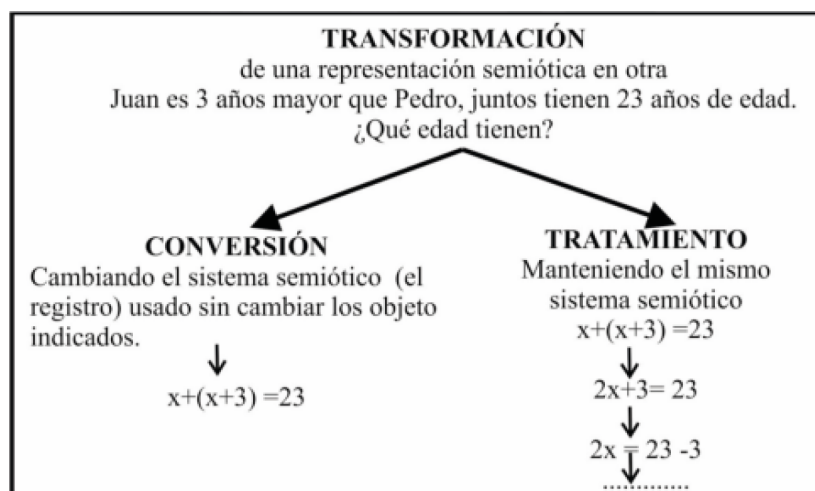 TRANSFORMACIÓN
de una representación semiótica en otra
Juan es 3 años mayor que Pedro, juntos tienen 23 años de edad.
¿Qué edad tienen?
CONVERSIÓN
Cambiando el sistema semiótico (el
registro) usado sin cambiar los objeto
indicados.
x+(x+3) =23
TRATAMIENTO
Manteniendo el mismo
sistema semiótico
x+(x+3) =23
2x+3= 23
2x = 23 -3
.............